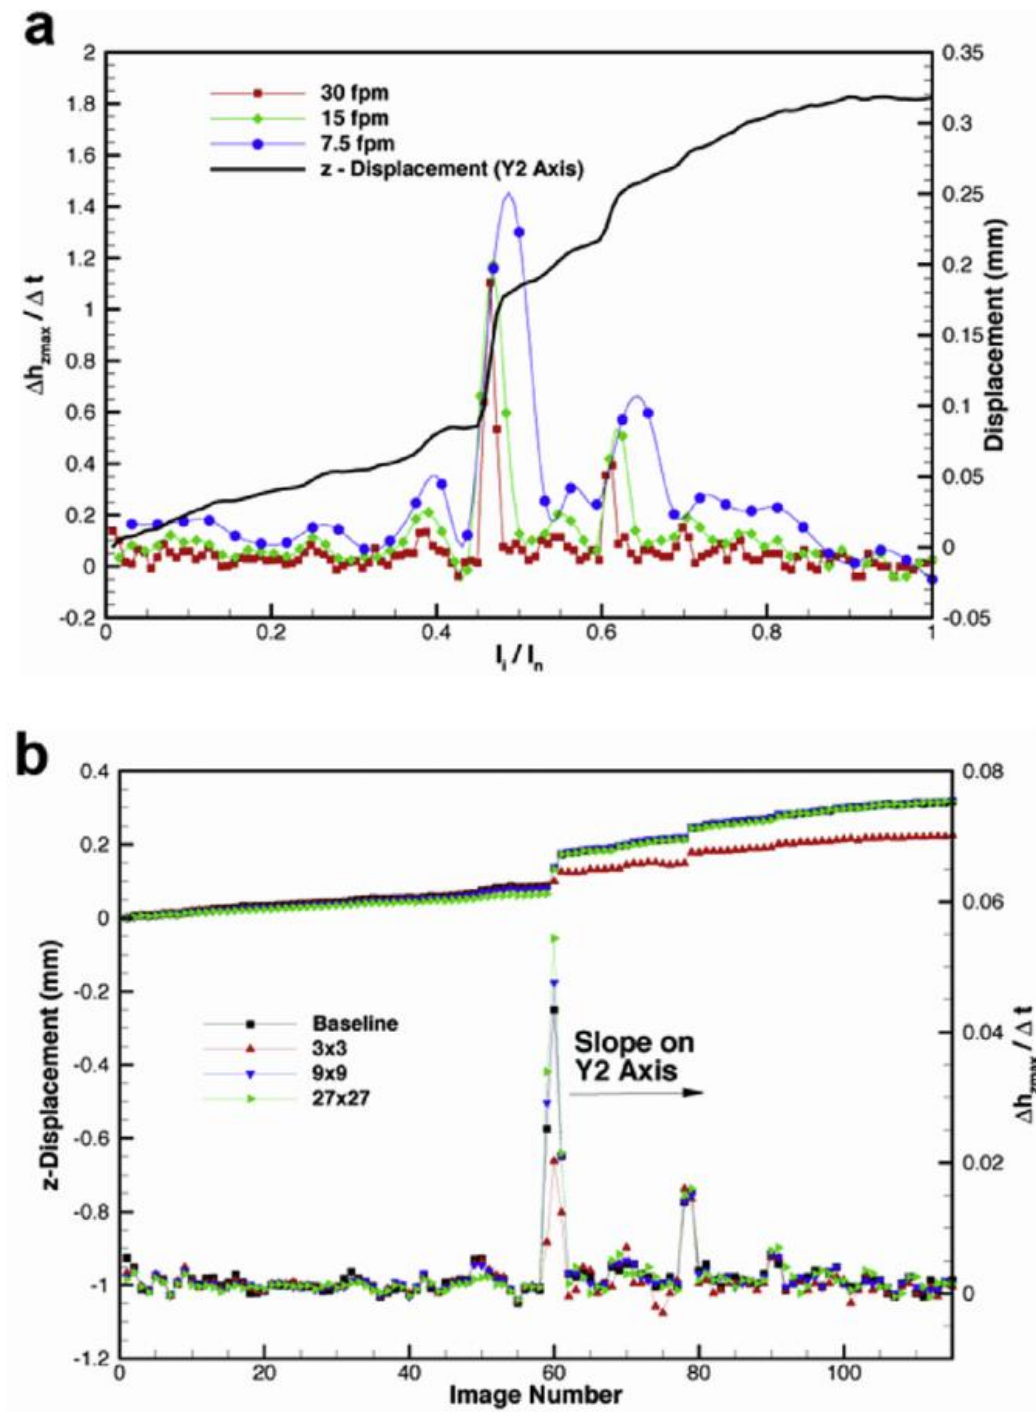 a
2
1.8
1.6
1.4
1.2
1
0.8
0.6
0.4
0.2
0
-0.2
Δh_zmax / Δ t
30 fpm
15 fpm
7.5 fpm
z - Displacement (Y2 Axis)
0.35
0.3
0.25
0.2
0.15
0.1
0.05
0
-0.05
Displacement (mm)
0 0.2 0.4 0.6 0.8 1
I_i / I_n
b
0.4
0.2
0
-0.2
-0.4
-0.6
-0.8
-1
-1.2
z-Displacement (mm)
Baseline
3x3
9x9
27x27
Slope on
Y2 Axis
0.08
0.06
0.04
0.02
0
Δh_zmax / Δ t
0 20 40 60 80 100
Image Number